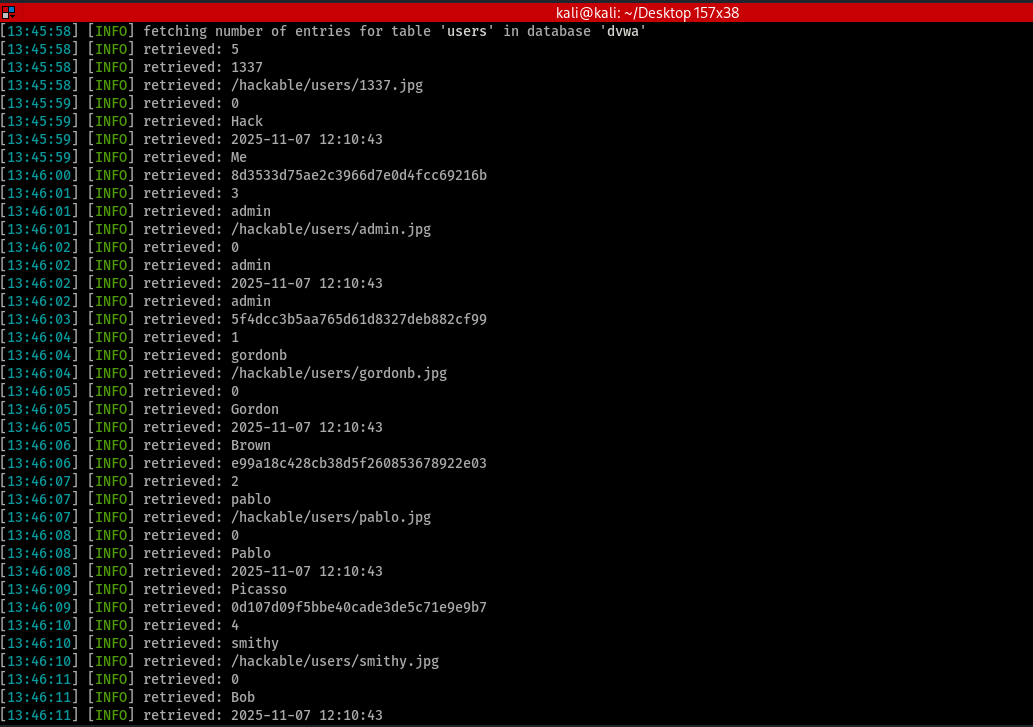 kali@kali: ~/Desktop 157x38
[13:45:58] [INFO] fetching number of entries for table 'users' in database 'dvwa'
[13:45:58] [INFO] retrieved: 5
[13:45:58] [INFO] retrieved: 1337
[13:45:58] [INFO] retrieved: /hackable/users/1337.jpg
[13:45:59] [INFO] retrieved: 0
[13:45:59] [INFO] retrieved: Hack
[13:45:59] [INFO] retrieved: 2025-11-07 12:10:43
[13:45:59] [INFO] retrieved: Me
[13:46:00] [INFO] retrieved: 8d3533d75ae2c3966d7e0d4fcc69216b
[13:46:01] [INFO] retrieved: 3
[13:46:01] [INFO] retrieved: admin
[13:46:01] [INFO] retrieved: /hackable/users/admin.jpg
[13:46:02] [INFO] retrieved: 0
[13:46:02] [INFO] retrieved: admin
[13:46:02] [INFO] retrieved: 2025-11-07 12:10:43
[13:46:02] [INFO] retrieved: admin
[13:46:03] [INFO] retrieved: 5f4dcc3b5aa765d61d8327deb882cf99
[13:46:04] [INFO] retrieved: 1
[13:46:04] [INFO] retrieved: gordonb
[13:46:04] [INFO] retrieved: /hackable/users/gordonb.jpg
[13:46:05] [INFO] retrieved: 0
[13:46:05] [INFO] retrieved: Gordon
[13:46:05] [INFO] retrieved: 2025-11-07 12:10:43
[13:46:06] [INFO] retrieved: Brown
[13:46:06] [INFO] retrieved: e99a18c428cb38d5f260853678922e03
[13:46:07] [INFO] retrieved: 2
[13:46:07] [INFO] retrieved: pablo
[13:46:07] [INFO] retrieved: /hackable/users/pablo.jpg
[13:46:08] [INFO] retrieved: 0
[13:46:08] [INFO] retrieved: Pablo
[13:46:08] [INFO] retrieved: 2025-11-07 12:10:43
[13:46:09] [INFO] retrieved: Picasso
[13:46:09] [INFO] retrieved: 0d107d09f5bbe40cade3de5c71e9e9b7
[13:46:10] [INFO] retrieved: 4
[13:46:10] [INFO] retrieved: smithy
[13:46:10] [INFO] retrieved: /hackable/users/smithy.jpg
[13:46:11] [INFO] retrieved: 0
[13:46:11] [INFO] retrieved: Bob
[13:46:11] [INFO] retrieved: 2025-11-07 12:10:43